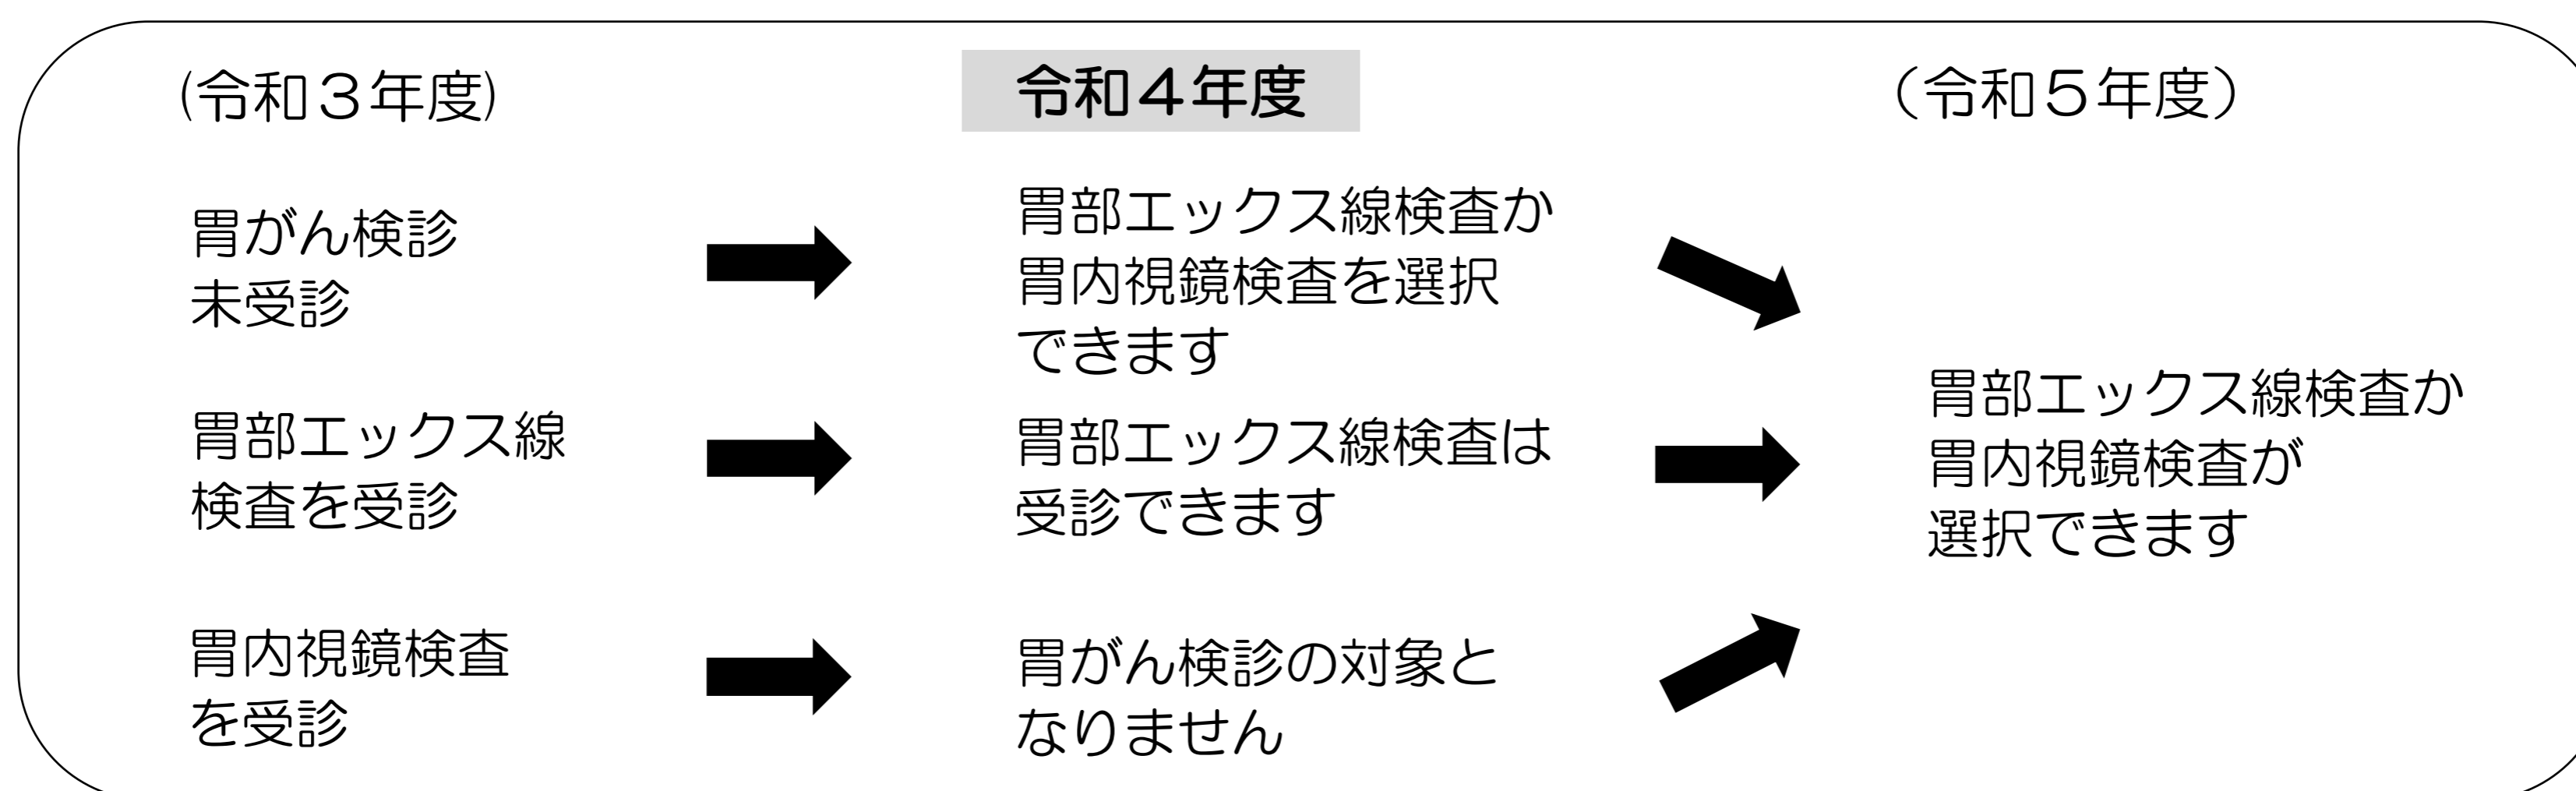 (令和３年度)
令和４年度
（令和５年度）
胃がん検診
未受診
胃部エックス線検査か
胃内視鏡検査を選択
できます
胃部エックス線
検査を受診
胃部エックス線検査は
受診できます
胃内視鏡検査
を受診
胃がん検診の対象と
なりません
胃部エックス線検査か
胃内視鏡検査が
選択できます